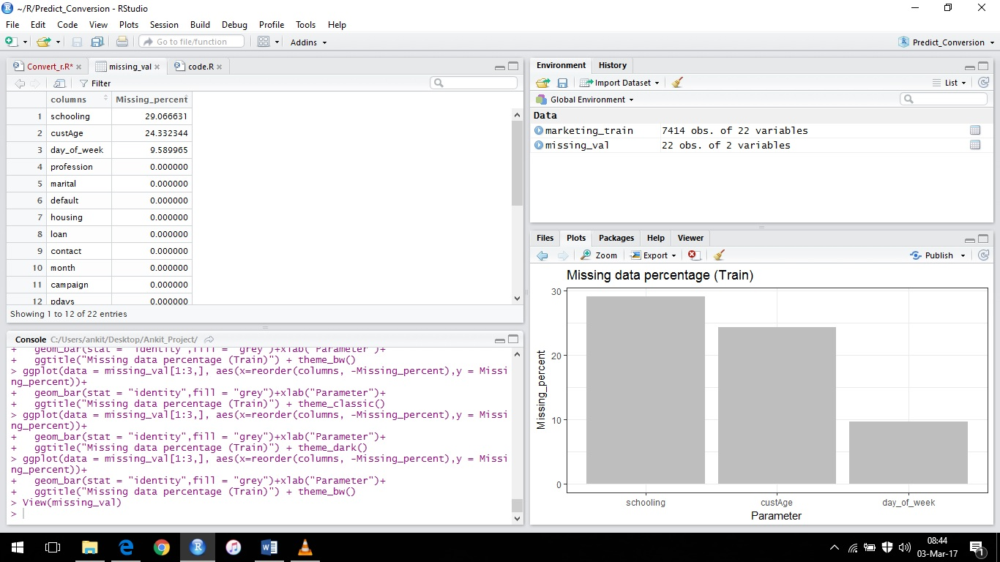 ~/R/Predict_Conversion - RStudio
File Edit Code View Plots Session Build Debug Profile Tools Help
Go to file/function
Addins
Predict_Conversion
Convert_r.R*
missing_val
code.R
Filter
columns Missing_percent
1 schooling 29.066631
2 custAge 24.332344
3 day_of_week 9.589965
4 profession 0.000000
5 marital 0.000000
6 default 0.000000
7 housing 0.000000
8 loan 0.000000
9 contact 0.000000
10 month 0.000000
11 campaign 0.000000
12 pdays 0.000000
Showing 1 to 12 of 22 entries
Console C:/Users/ankit/Desktop/Ankit_Project/
+   geom_bar(stat = "identity",fill = "grey")+xlab("Parameter")+
+   ggtitle("Missing data percentage (Train)") + theme_bw()
> ggplot(data = missing_val[1:3,], aes(x=reorder(columns, -Missing_percent),y = Missi
ng_percent))+
+   geom_bar(stat = "identity",fill = "grey")+xlab("Parameter")+
+   ggtitle("Missing data percentage (Train)") + theme_classic()
> ggplot(data = missing_val[1:3,], aes(x=reorder(columns, -Missing_percent),y = Missi
ng_percent))+
+   geom_bar(stat = "identity",fill = "grey")+xlab("Parameter")+
+   ggtitle("Missing data percentage (Train)") + theme_dark()
> ggplot(data = missing_val[1:3,], aes(x=reorder(columns, -Missing_percent),y = Missi
ng_percent))+
+   geom_bar(stat = "identity",fill = "grey")+xlab("Parameter")+
+   ggtitle("Missing data percentage (Train)") + theme_bw()
> View(missing_val)
>
Environment History
Import Dataset
List
Global Environment
Data
marketing_train 7414 obs. of 22 variables
missing_val 22 obs. of 2 variables
Files Plots Packages Help Viewer
Zoom Export Publish
Missing data percentage (Train)
30
20
10
0
Missing_percent
schooling custAge day_of_week
Parameter
08:44
03-Mar-17
1